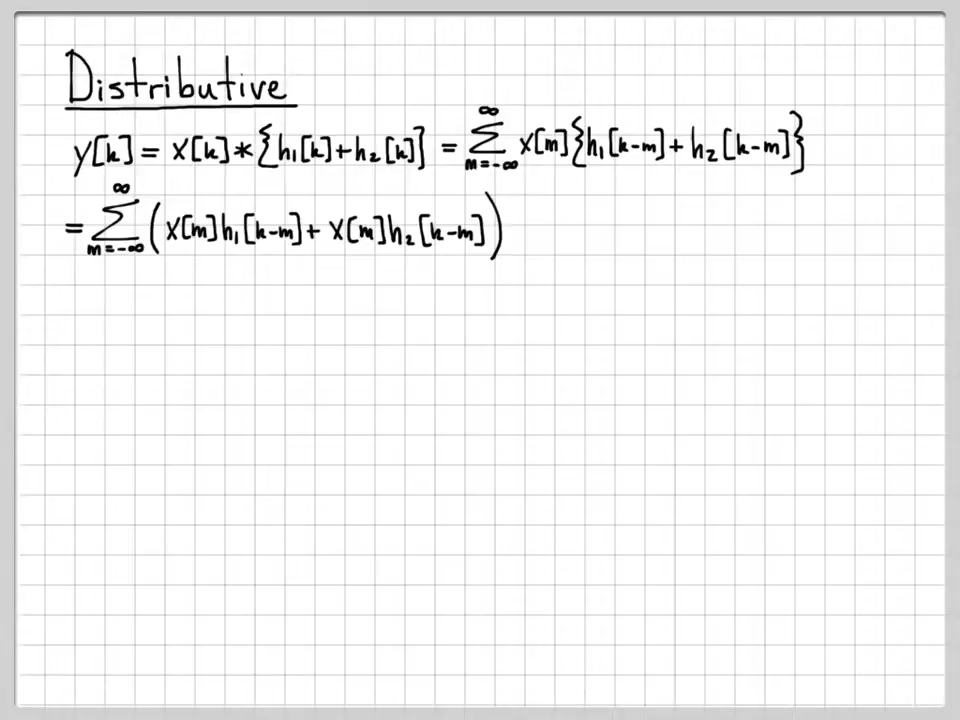 Distributive
y[k] = x[k] * {h₁[k] + h₂[k]} = ∑_{m=-∞}^{∞} x[m]{h₁[k-m] + h₂[k-m]}
= ∑_{m=-∞}^{∞} (x[m]h₁[k-m] + x[m]h₂[k-m])